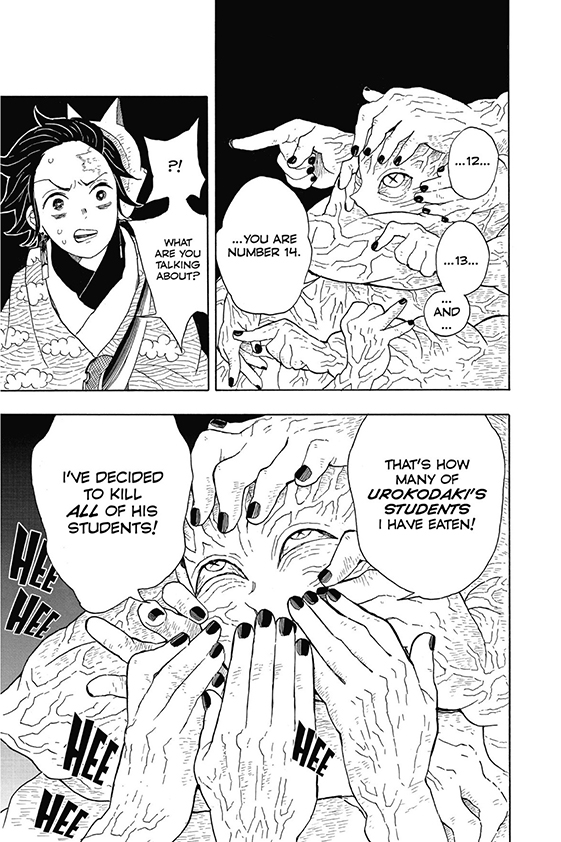 ...12...
...13...
...
AND
...
...YOU ARE
NUMBER 14.
?!
WHAT
ARE YOU
TALKING
ABOUT?
THAT'S HOW
MANY OF
UROKODAKI'S
STUDENTS
I HAVE EATEN!
I'VE DECIDED
TO KILL
ALL OF HIS
STUDENTS!
HEE
HEE
HEE
HEE
HEE